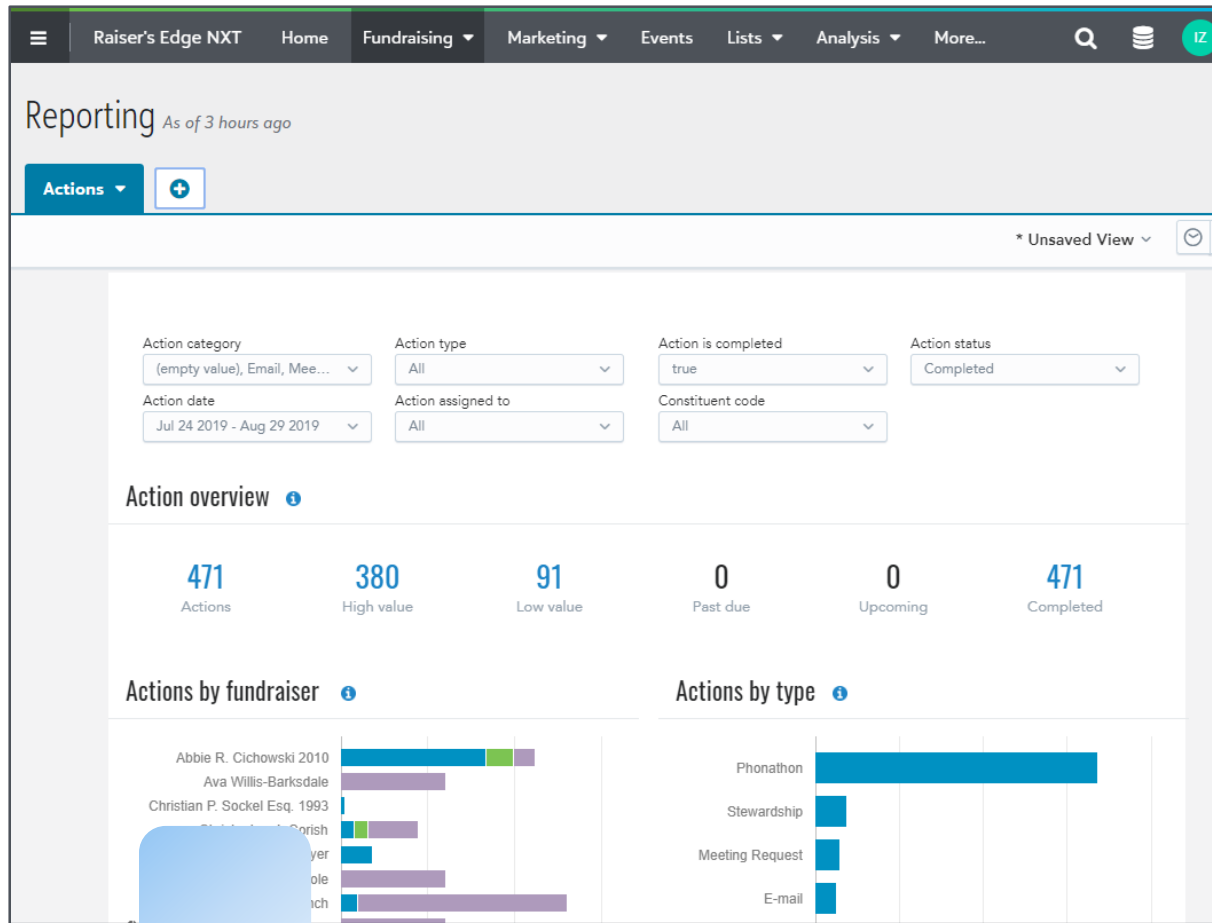 Raiser's Edge NXT Home Fundraising Marketing Events Lists Analysis More... IZ
Reporting As of 3 hours ago
Actions
* Unsaved View
Action category Action type Action is completed Action status
(empty value), Email, Mee... All true Completed
Action date Action assigned to Constituent code
Jul 24 2019 - Aug 29 2019 All All
Action overview
471 380 91 0 0 471
Actions High value Low value Past due Upcoming Completed
Actions by fundraiser Actions by type
Abbie R. Cichowski 2010
Ava Willis-Barksdale
Christian P. Sockel Esq. 1993
Phonathon
Stewardship
Meeting Request
E-mail